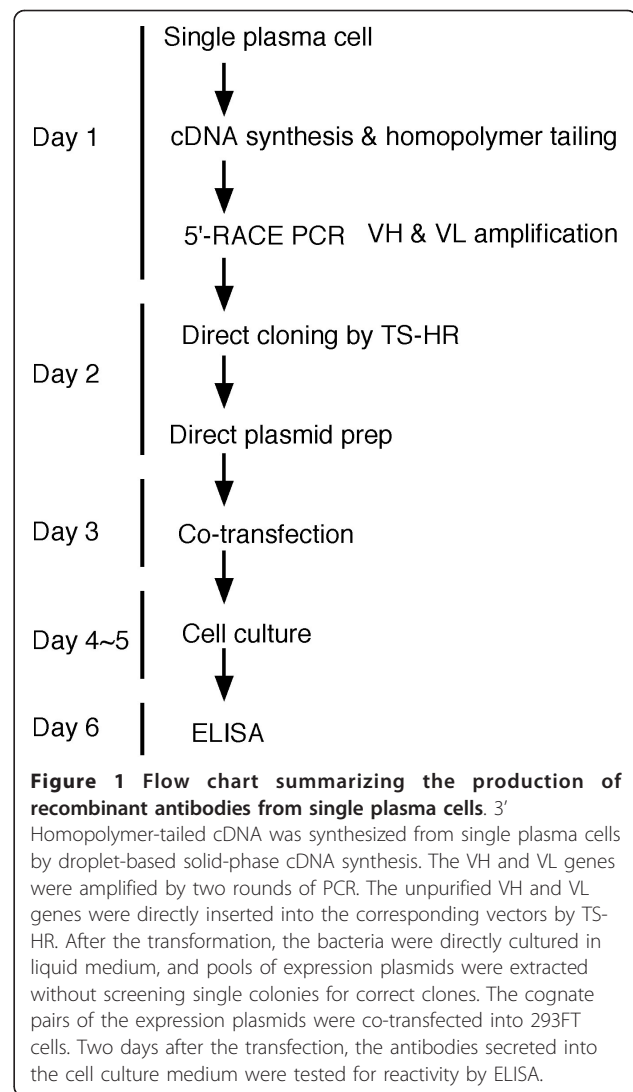 Single plasma cell
Day 1
cDNA synthesis & homopolymer tailing
5'-RACE PCR VH & VL amplification
Direct cloning by TS-HR
Day 2
Direct plasmid prep
Day 3
Co-transfection
Day 4~5
Cell culture
Day 6
ELISA
Figure 1 Flow chart summarizing the production of
recombinant antibodies from single plasma cells. 3'
Homopolymer-tailed cDNA was synthesized from single plasma cells
by droplet-based solid-phase cDNA synthesis. The VH and VL genes
were amplified by two rounds of PCR. The unpurified VH and VL
genes were directly inserted into the corresponding vectors by TS-
HR. After the transformation, the bacteria were directly cultured in
liquid medium, and pools of expression plasmids were extracted
without screening single colonies for correct clones. The cognate
pairs of the expression plasmids were co-transfected into 293FT
cells. Two days after the transfection, the antibodies secreted into
the cell culture medium were tested for reactivity by ELISA.